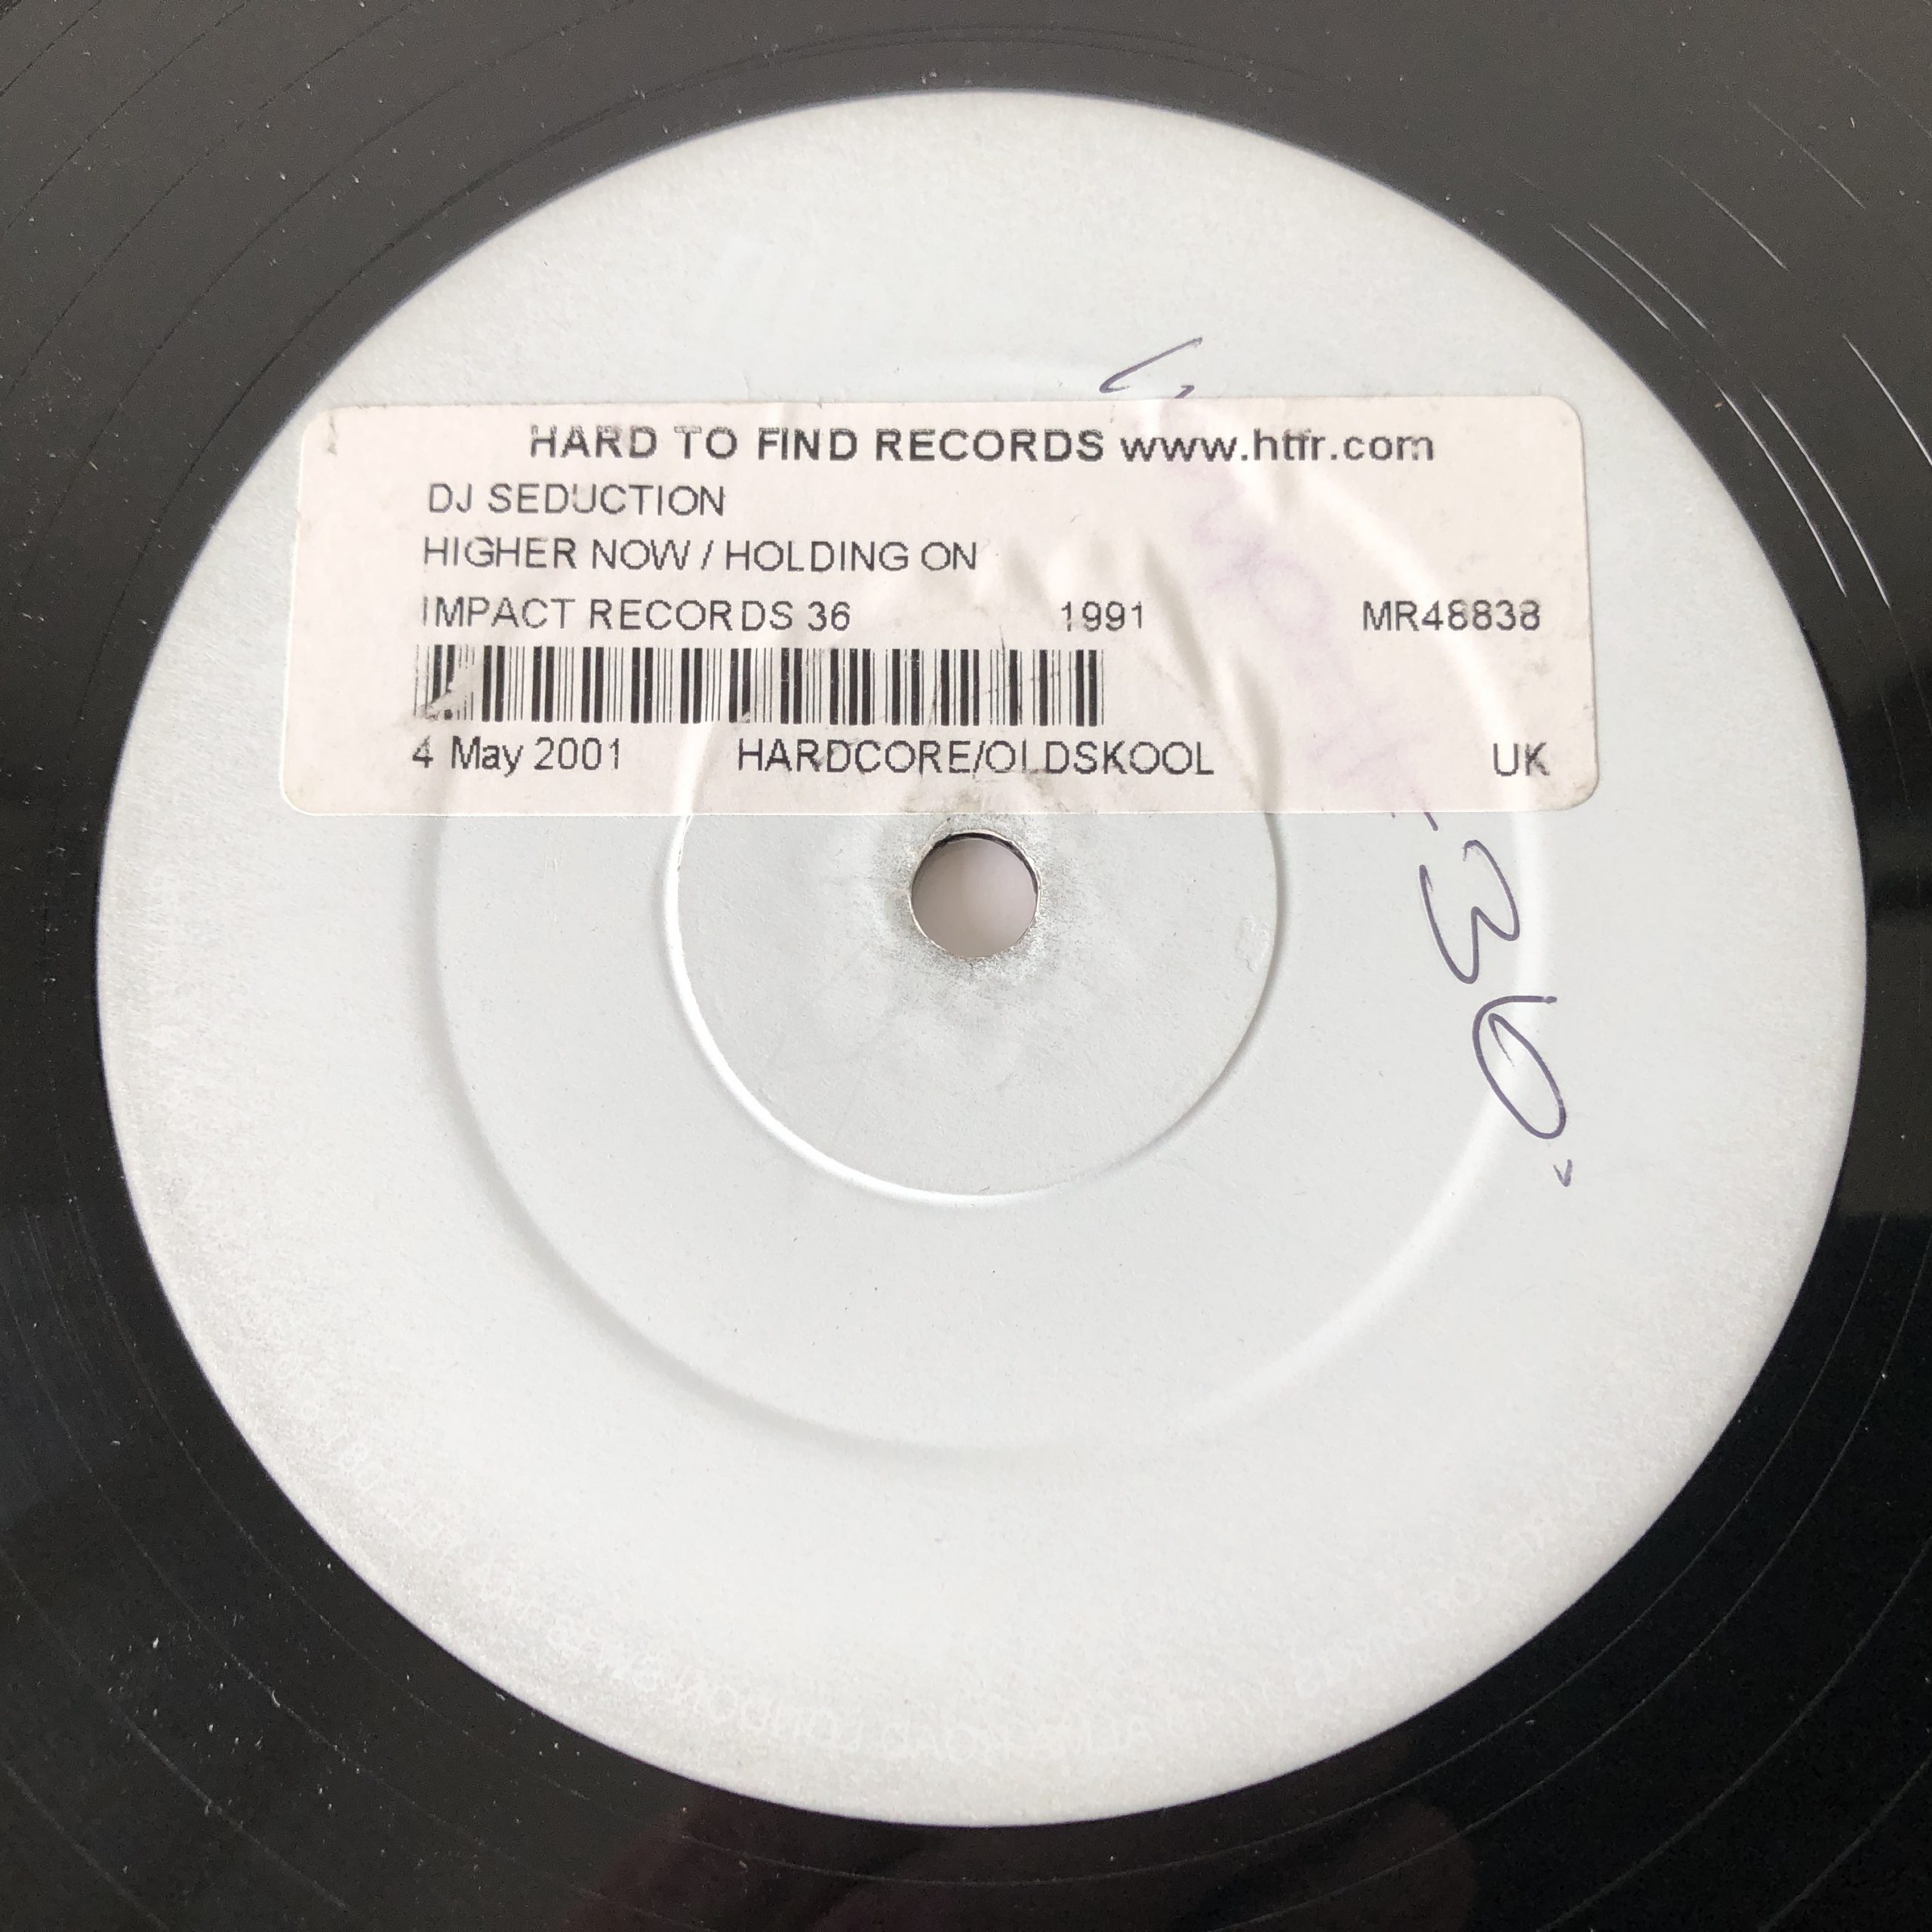 HARD TO FIND RECORDS www.htfr.com
DJ SEDUCTION
HIGHER NOW / HOLDING ON
IMPACT RECORDS 36 1991 MR48838
4 May 2001 HARDCORE/OLDSKOOL UK
-36